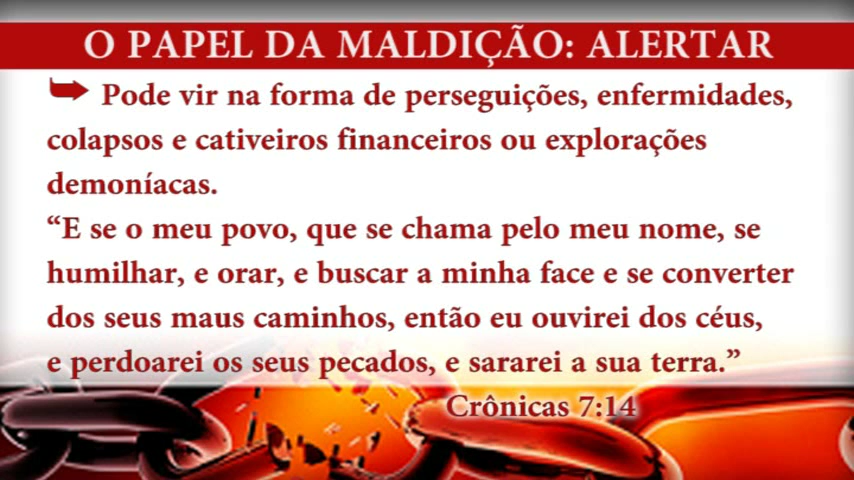 O PAPEL DA MALDIÇÃO: ALERTAR
Pode vir na forma de perseguições, enfermidades,
colapsos e cativeiros financeiros ou explorações
demoníacas.
“E se o meu povo, que se chama pelo meu nome, se
humilhar, e orar, e buscar a minha face e se converter
dos seus maus caminhos, então eu ouvirei dos céus,
e perdoarei os seus pecados, e sararei a sua terra.”
Crônicas 7:14